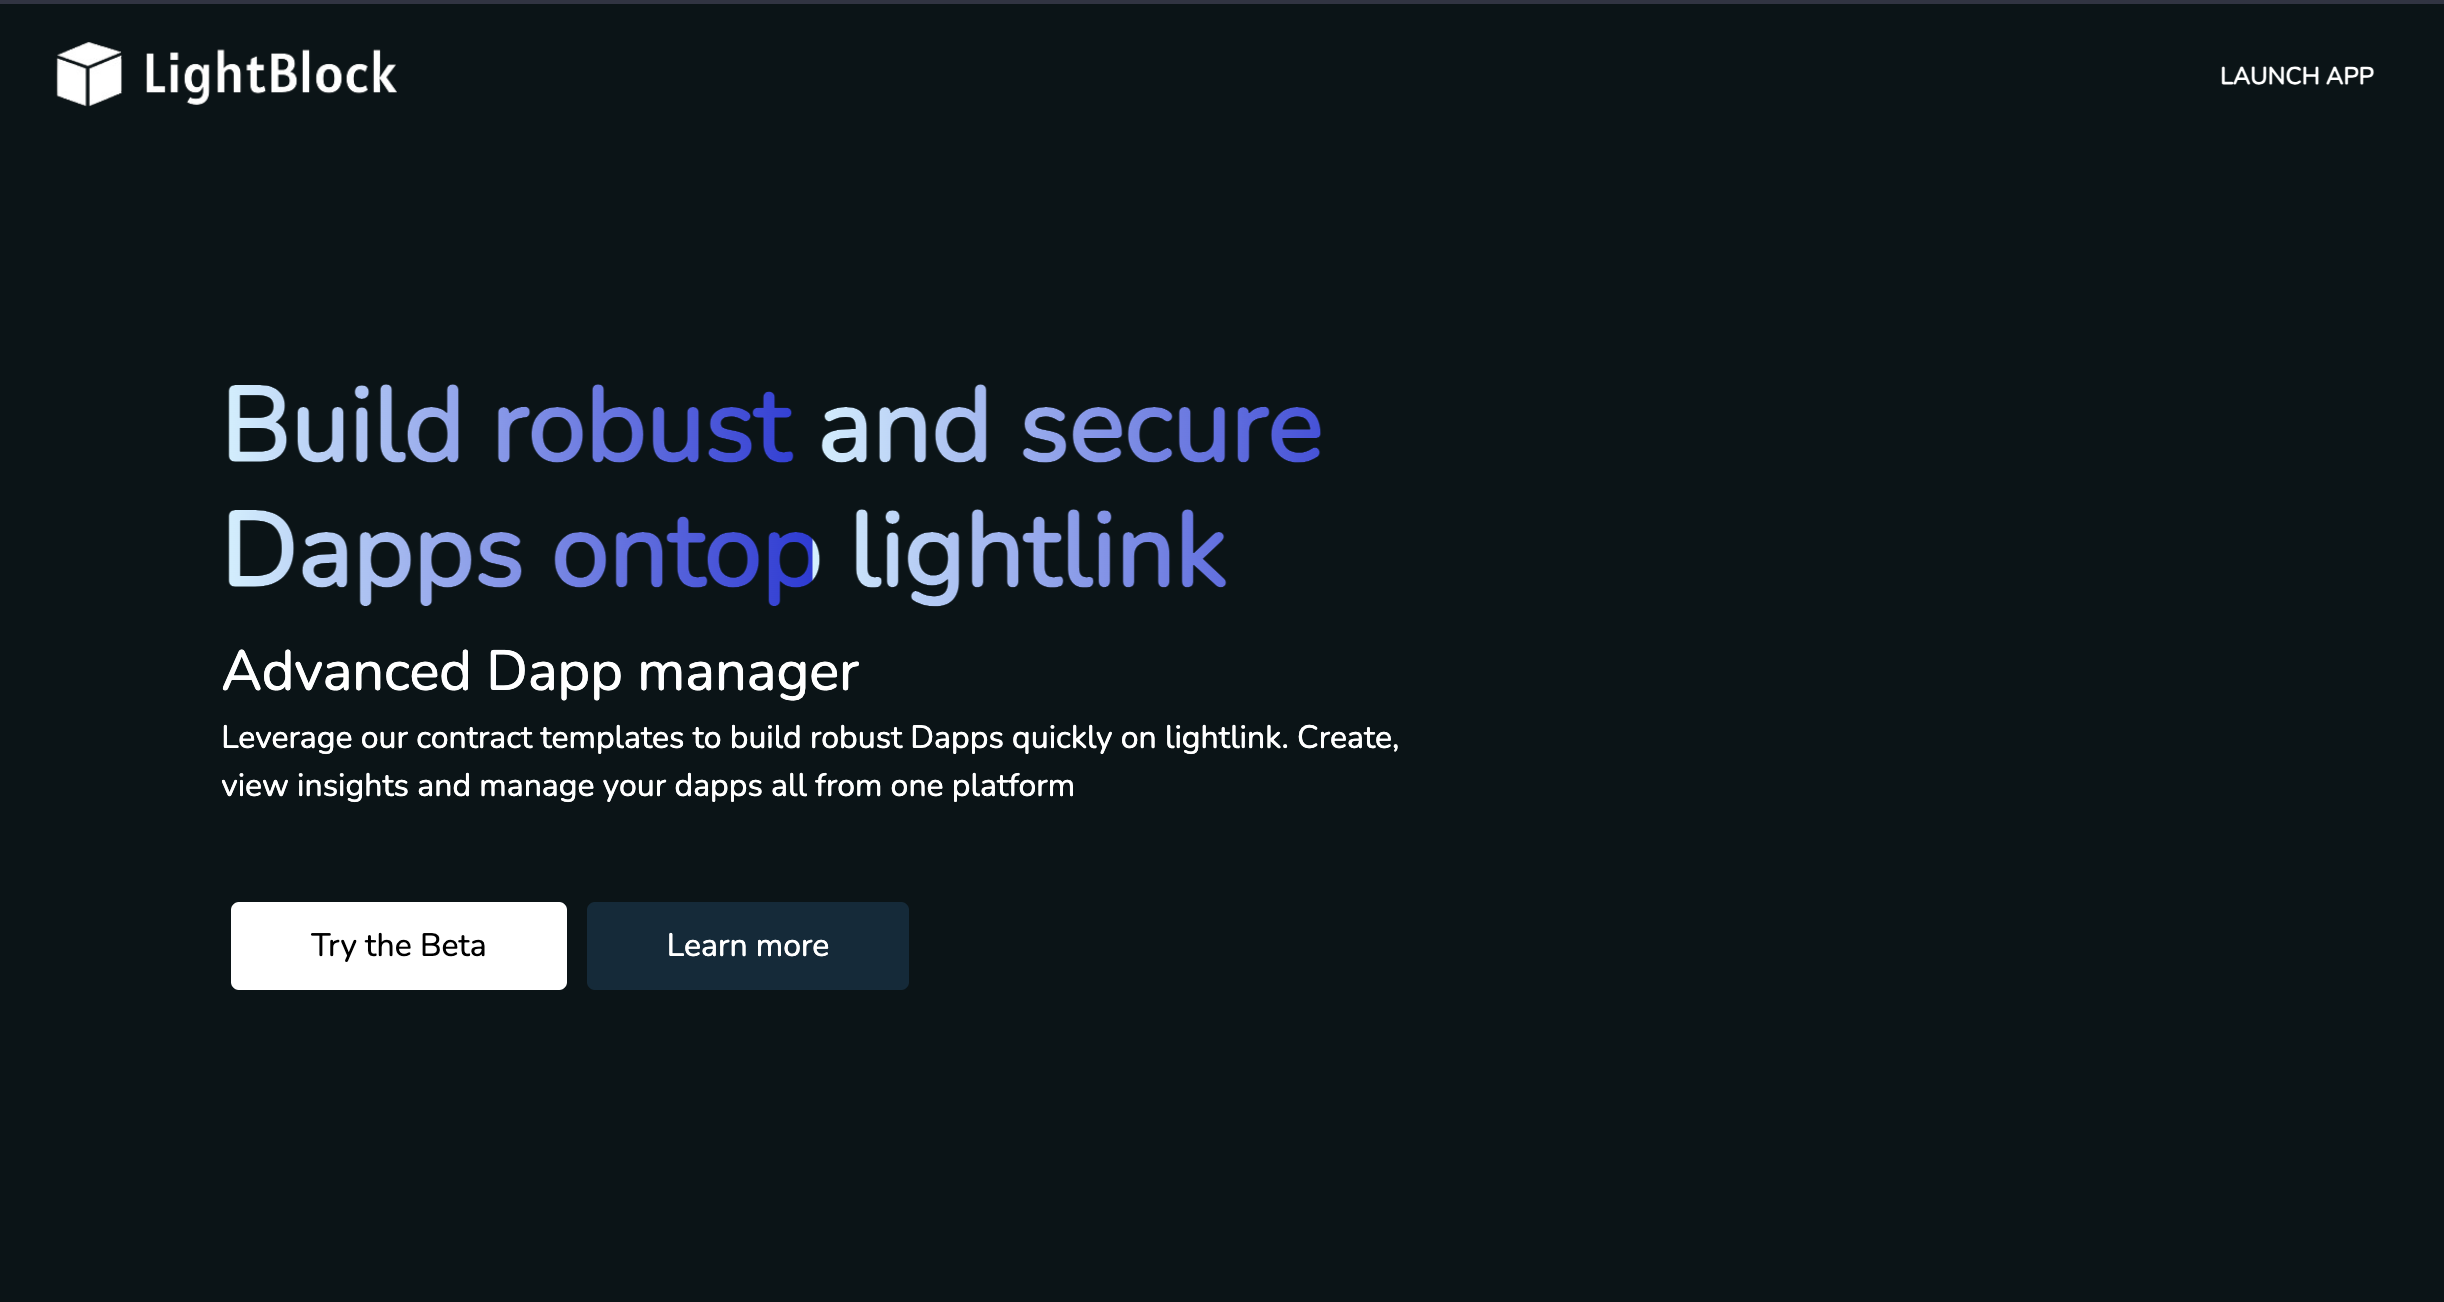 LightBlock
LAUNCH APP
Build robust and secure
Dapps ontop lightlink
Advanced Dapp manager
Leverage our contract templates to build robust Dapps quickly on lightlink. Create,
view insights and manage your dapps all from one platform
Try the Beta
Learn more